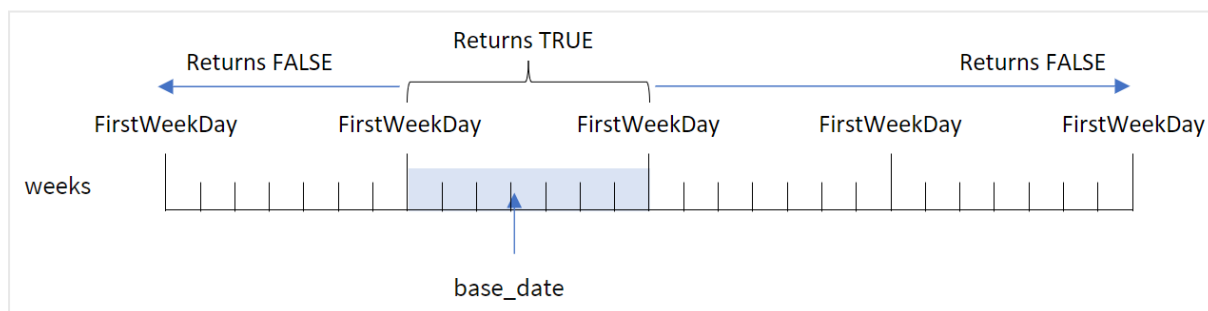 Returns TRUE
Returns FALSE
Returns FALSE
FirstWeekDay
FirstWeekDay
FirstWeekDay
FirstWeekDay
FirstWeekDay
weeks
base_date